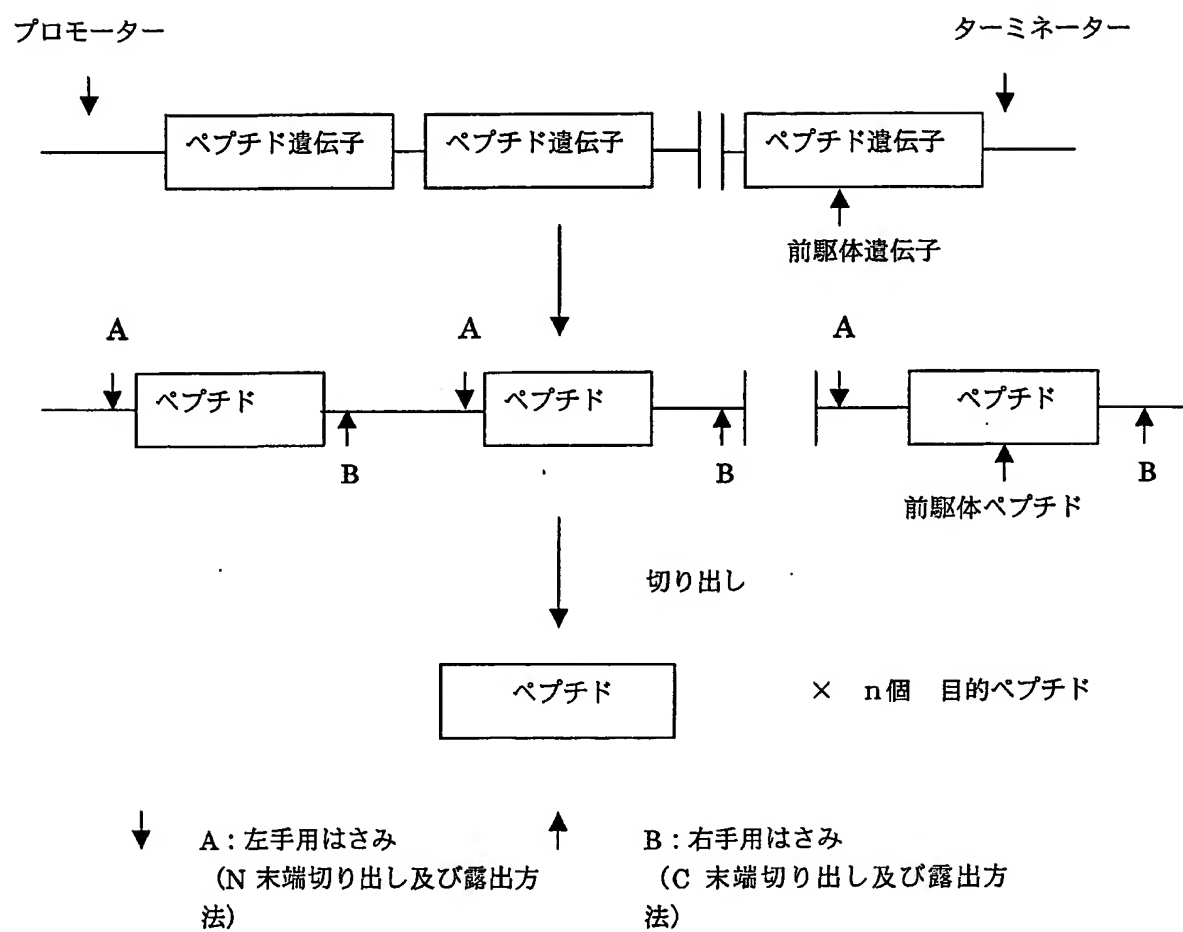 プロモーター
ターミネーター
ペプチド遺伝子
ペプチド遺伝子
ペプチド遺伝子
前駆体遺伝子
A
A
A
ペプチド
ペプチド
ペプチド
B
B
B
前駆体ペプチド
切り出し
ペプチド
× n個 目的ペプチド
A:左手用はさみ
(N 末端切り出し及び露出方
法)
B:右手用はさみ
(C 末端切り出し及び露出方
法)